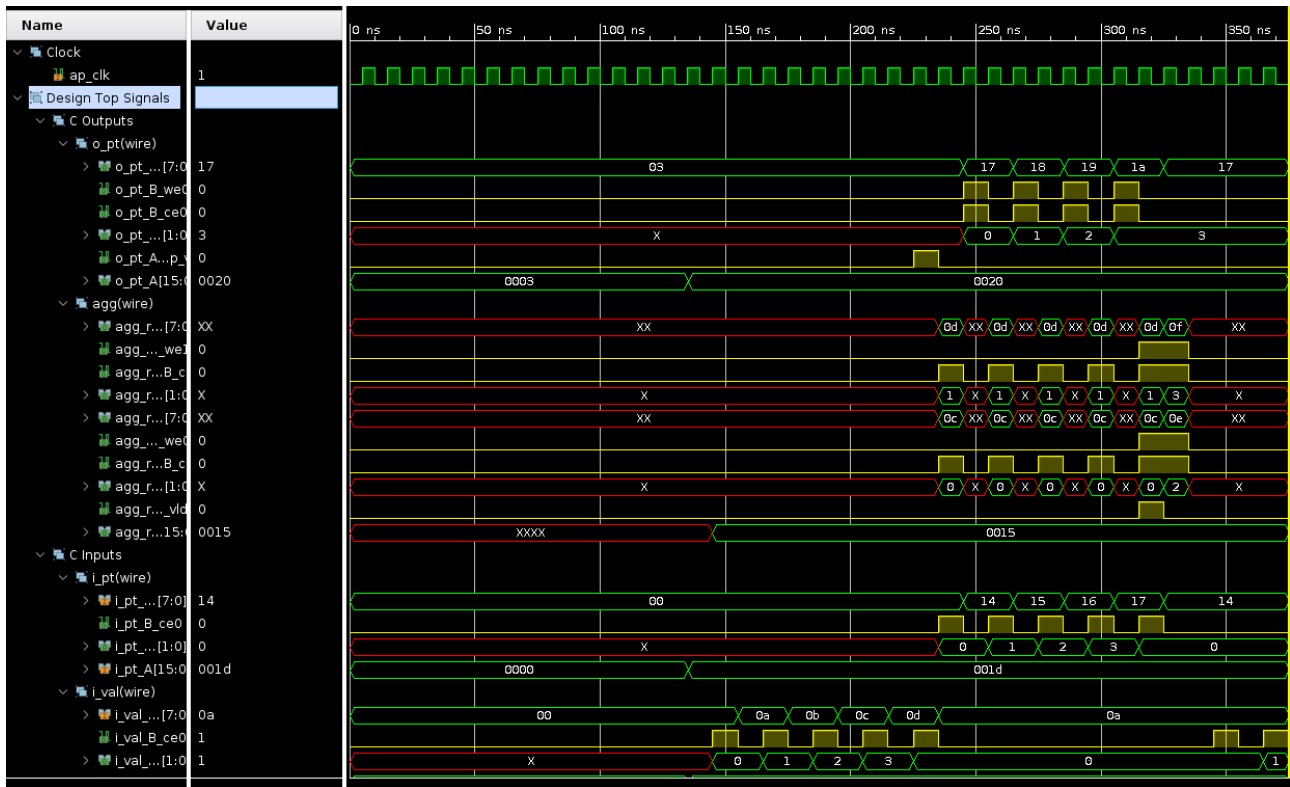 Name Value 0 ns 50 ns 100 ns 150 ns 200 ns 250 ns 300 ns 350 ns
Clock
ap_clk 1
Design Top Signals
C Outputs
o_pt(wire)
o_pt_...[7:0 17 03 17 18 19 1a 17
o_pt_B_we0 0
o_pt_B_ce0 0
o_pt_...[1:0 3 X 0 1 2 3
o_pt_A...p_v 0
o_pt_A[15:0 0020 0003 0020
agg(wire)
agg_r...[7:0 XX XX 0d XX 0d XX 0d XX 0d XX 0d 0f XX
agg_..._we1 0
agg_r...B_c 0
agg_r...[1:0 X X 1 X 1 X 1 X 1 X 1 3 X
agg_r...[7:0 XX XX 0c XX 0c XX 0c XX 0c XX 0c 0e XX
agg_..._we0 0
agg_r...B_c 0
agg_r...[1:0 X X 0 X 0 X 0 X 0 X 0 2 X
agg_r..._vld 0
agg_r...15:0 0015 XXXX 0015
C Inputs
i_pt(wire)
i_pt_...[7:0] 14 00 14 15 16 17 14
i_pt_B_ce0 0
i_pt_...[1:0] 0 X 0 1 2 3 0
i_pt_A[15:0 001d 0000 001d
i_val(wire)
i_val_...[7:0 0a 00 0a 0b 0c 0d 0a
i_val_B_ce0 1
i_val_...[1:0 1 X 0 1 2 3 0 1